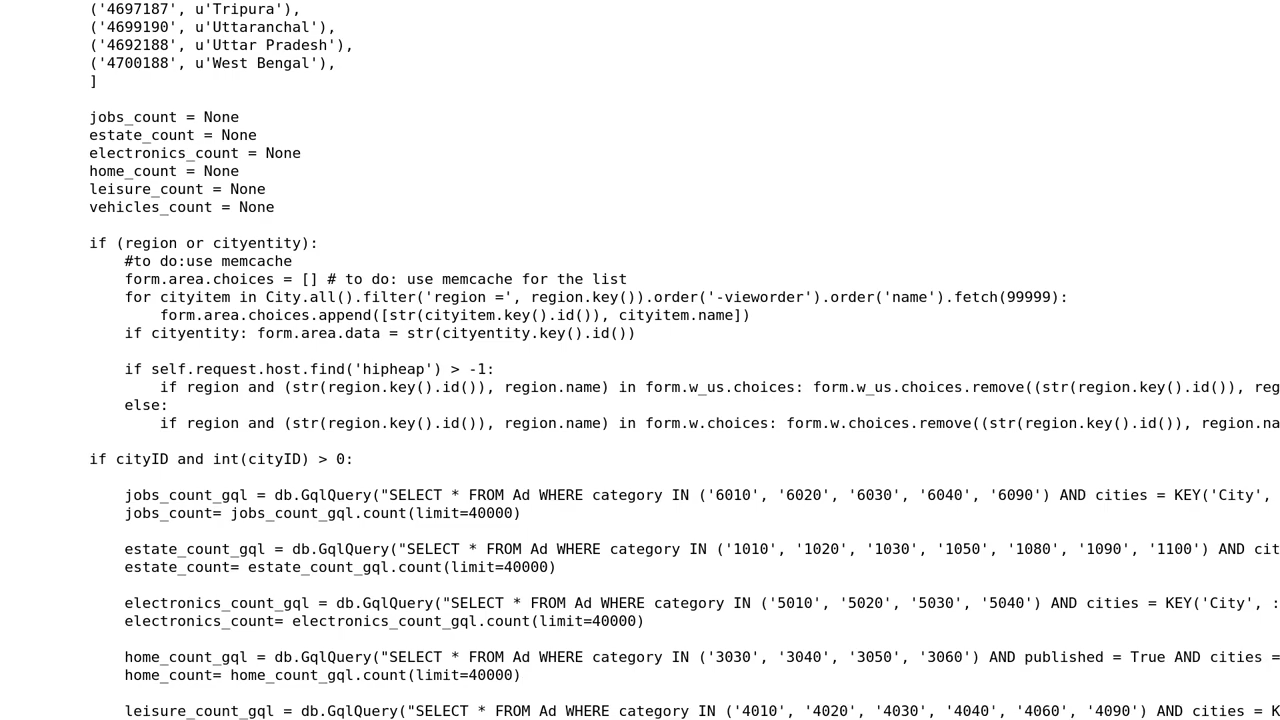 ('4697187', u'Tripura'),
('4699190', u'Uttaranchal'),
('4692188', u'Uttar Pradesh'),
('4700188', u'West Bengal'),
]
jobs_count = None
estate_count = None
electronics_count = None
home_count = None
leisure_count = None
vehicles_count = None
if (region or cityentity):
#to do:use memcache
form.area.choices = [] # to do: use memcache for the list
for cityitem in City.all().filter('region =', region.key()).order('-vieworder').order('name').fetch(99999):
form.area.choices.append([str(cityitem.key().id()), cityitem.name])
if cityentity: form.area.data = str(cityentity.key().id())
if self.request.host.find('hipheap') > -1:
if region and (str(region.key().id()), region.name) in form.w_us.choices: form.w_us.choices.remove((str(region.key().id()), reg
else:
if region and (str(region.key().id()), region.name) in form.w.choices: form.w.choices.remove((str(region.key().id()), region.na
if cityID and int(cityID) > 0:
jobs_count_gql = db.GqlQuery("SELECT * FROM Ad WHERE category IN ('6010', '6020', '6030', '6040', '6090') AND cities = KEY('City',
jobs_count= jobs_count_gql.count(limit=40000)
estate_count_gql = db.GqlQuery("SELECT * FROM Ad WHERE category IN ('1010', '1020', '1030', '1050', '1080', '1090', '1100') AND cit
estate_count= estate_count_gql.count(limit=40000)
electronics_count_gql = db.GqlQuery("SELECT * FROM Ad WHERE category IN ('5010', '5020', '5030', '5040') AND cities = KEY('City', :
electronics_count= electronics_count_gql.count(limit=40000)
home_count_gql = db.GqlQuery("SELECT * FROM Ad WHERE category IN ('3030', '3040', '3050', '3060') AND published = True AND cities =
home_count= home_count_gql.count(limit=40000)
leisure_count_gql = db.GqlQuery("SELECT * FROM Ad WHERE category IN ('4010', '4020', '4030', '4040', '4060', '4090') AND cities = K